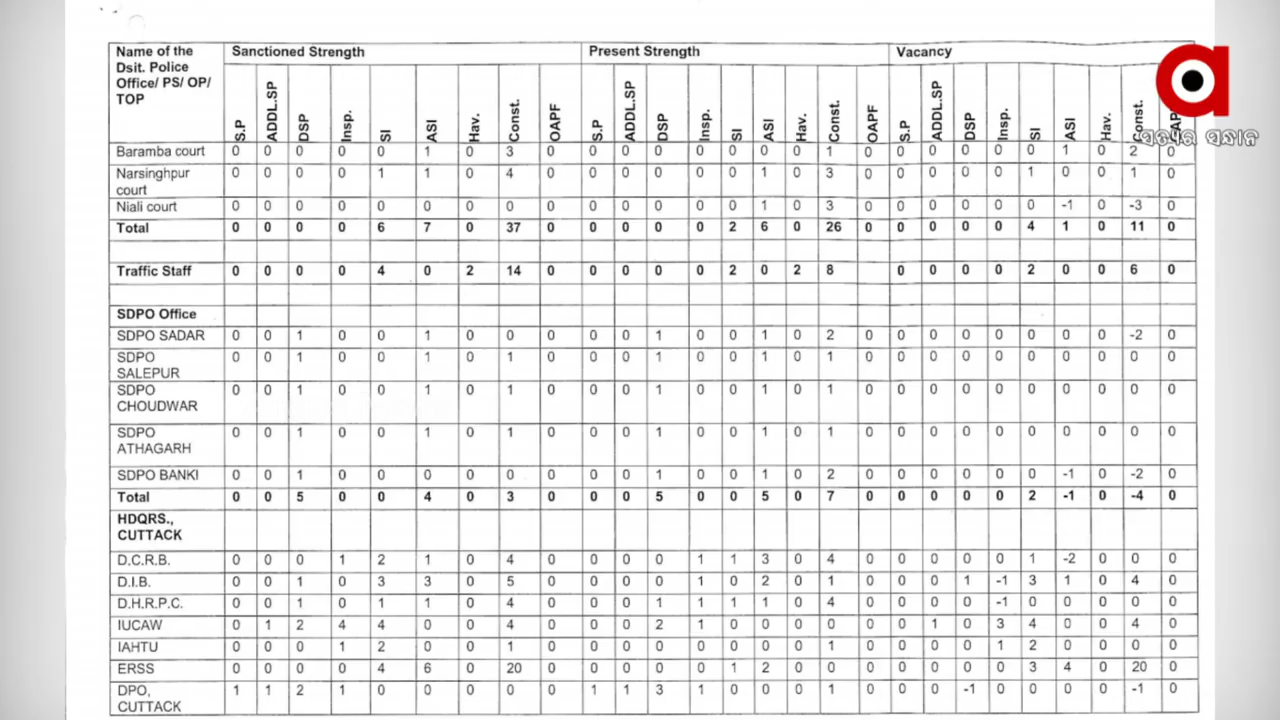 Name of the Sanctioned Strength Present Strength Vacancy
Dsit. Police
Office/ PS/ OP/
TOP
S.P ADDL.SP DSP Insp. SI ASI Hav. Const. OAPF S.P ADDL.SP DSP Insp. SI ASI Hav. Const. OAPF S.P ADDL.SP DSP Insp. SI ASI Hav. Const.
Baramba court 0 0 0 0 0 1 0 3 0 0 0 0 0 0 0 0 1 0 0 0 0 0 0 1 0 2 0
Narsinghpur 0 0 0 0 1 1 0 4 0 0 0 0 0 0 1 0 3 0 0 0 0 0 1 0 0 1 0
court
Niali court 0 0 0 0 0 0 0 0 0 0 0 0 0 0 1 0 3 0 0 0 0 0 0 -1 0 -3 0
Total 0 0 0 0 6 7 0 37 0 0 0 0 0 2 6 0 26 0 0 0 0 0 4 1 0 11 0
Traffic Staff 0 0 0 0 4 0 2 14 0 0 0 0 0 2 0 2 8 0 0 0 0 2 0 0 6 0
SDPO Office
SDPO SADAR 0 0 1 0 0 1 0 0 0 0 0 1 0 0 1 0 2 0 0 0 0 0 0 0 0 -2 0
SDPO 0 0 1 0 0 1 0 1 0 0 0 1 0 0 1 0 1 0 0 0 0 0 0 0 0 0 0
SALEPUR
SDPO 0 0 1 0 0 1 0 1 0 0 0 1 0 0 1 0 1 0 0 0 0 0 0 0 0 0 0
CHOUDWAR
SDPO 0 0 1 0 0 1 0 1 0 0 0 1 0 0 1 0 1 0 0 0 0 0 0 0 0 0 0
ATHAGARH
SDPO BANKI 0 0 1 0 0 0 0 0 0 0 0 1 0 0 1 0 2 0 0 0 0 0 0 -1 0 -2 0
Total 0 0 5 0 0 4 0 3 0 0 0 5 0 0 5 0 7 0 0 0 0 0 2 -1 0 -4 0
HDQRS.,
CUTTACK
D.C.R.B. 0 0 0 1 2 1 0 4 0 0 0 0 1 1 3 0 4 0 0 0 0 0 1 -2 0 0 0
D.I.B. 0 0 1 0 3 3 0 5 0 0 0 0 1 0 2 0 1 0 0 0 1 -1 3 1 0 4 0
D.H.R.P.C. 0 0 1 0 1 1 0 4 0 0 0 1 1 1 1 0 4 0 0 0 0 -1 0 0 0 0 0
IUCAW 0 1 2 4 4 0 0 4 0 0 0 2 1 0 0 0 0 0 0 1 0 3 4 0 0 4 0
IAHTU 0 0 0 1 2 0 0 1 0 0 0 0 0 0 0 0 1 0 0 0 0 1 2 0 0 0 0
ERSS 0 0 0 0 4 6 0 20 0 0 0 0 0 1 2 0 0 0 0 0 0 0 3 4 0 20 0
DPO, 1 1 2 1 0 0 0 0 0 1 1 3 1 0 0 0 1 0 0 0 -1 0 0 0 0 -1 0
CUTTACK